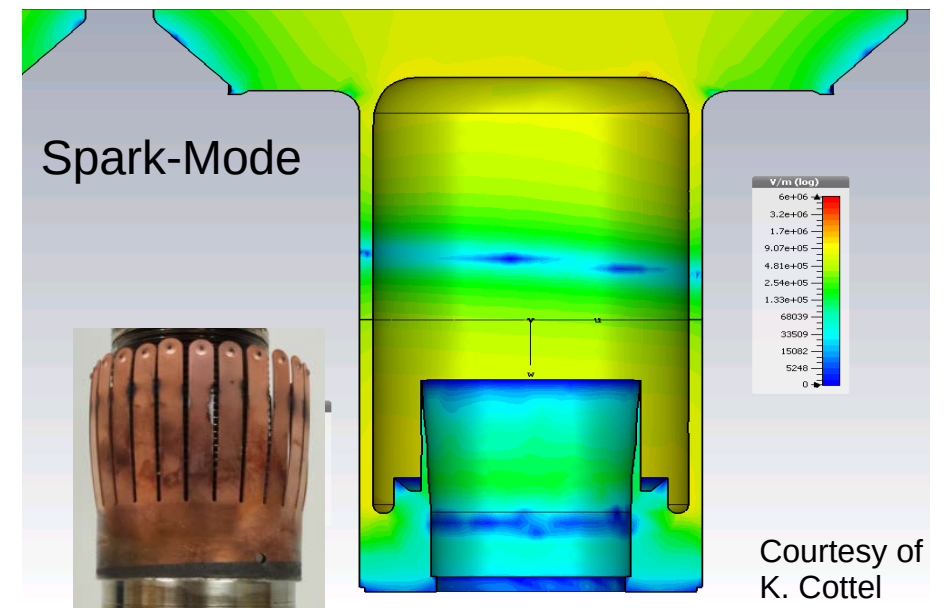 Spark-Mode
V/m (log)
6e+06
3.2e+06
1.7e+06
9.07e+05
4.81e+05
2.54e+05
1.33e+05
68039
33509
15082
5248
0
v
u
w
Courtesy of
K. Cottel